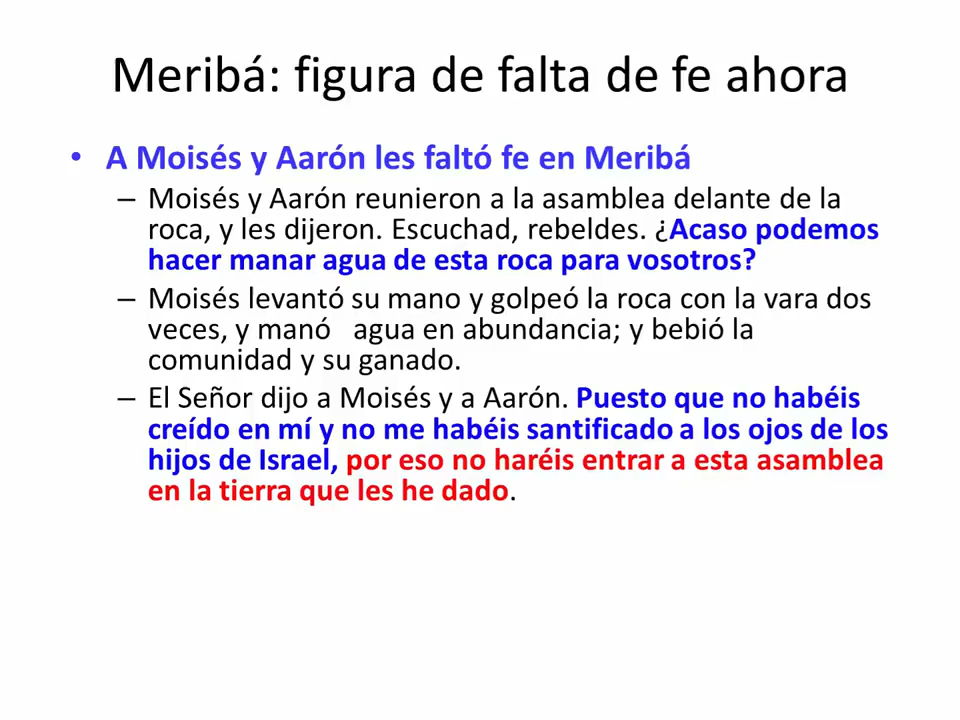 Meribá: figura de falta de fe ahora
• A Moisés y Aarón les faltó fe en Meribá
– Moisés y Aarón reunieron a la asamblea delante de la
roca, y les dijeron. Escuchad, rebeldes. ¿Acaso podemos
hacer manar agua de esta roca para vosotros?
– Moisés levantó su mano y golpeó la roca con la vara dos
veces, y manó   agua en abundancia; y bebió la
comunidad y su ganado.
– El Señor dijo a Moisés y a Aarón. Puesto que no habéis
creído en mí y no me habéis santificado a los ojos de los
hijos de Israel, por eso no haréis entrar a esta asamblea
en la tierra que les he dado.